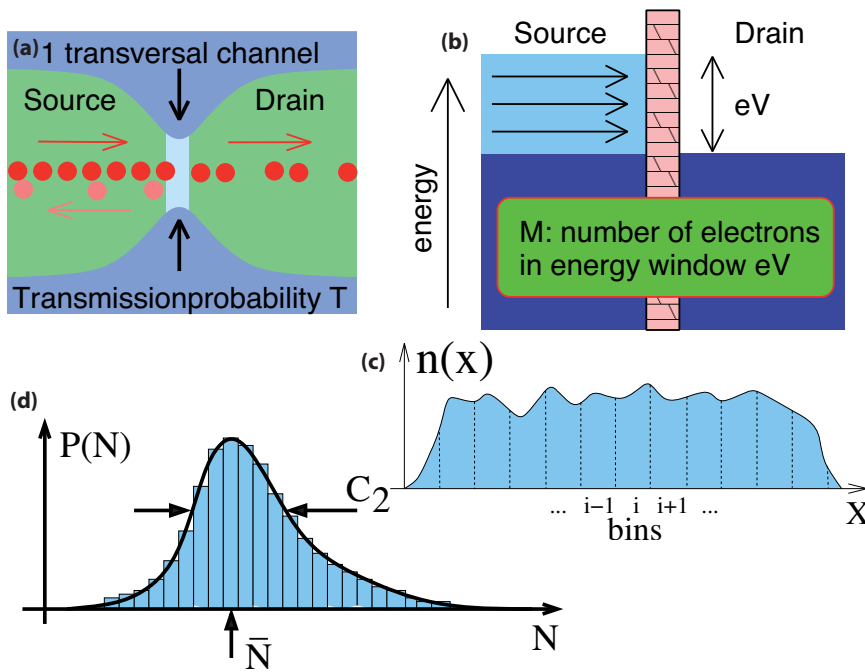 (a)
1 transversal channel
Source
Drain
Transmissionprobability T
(b)
Source
Drain
energy
eV
M: number of electrons
in energy window eV
(c)
n(x)
... i−1 i i+1 ...
bins
X
(d)
P(N)
C2
N
N̄